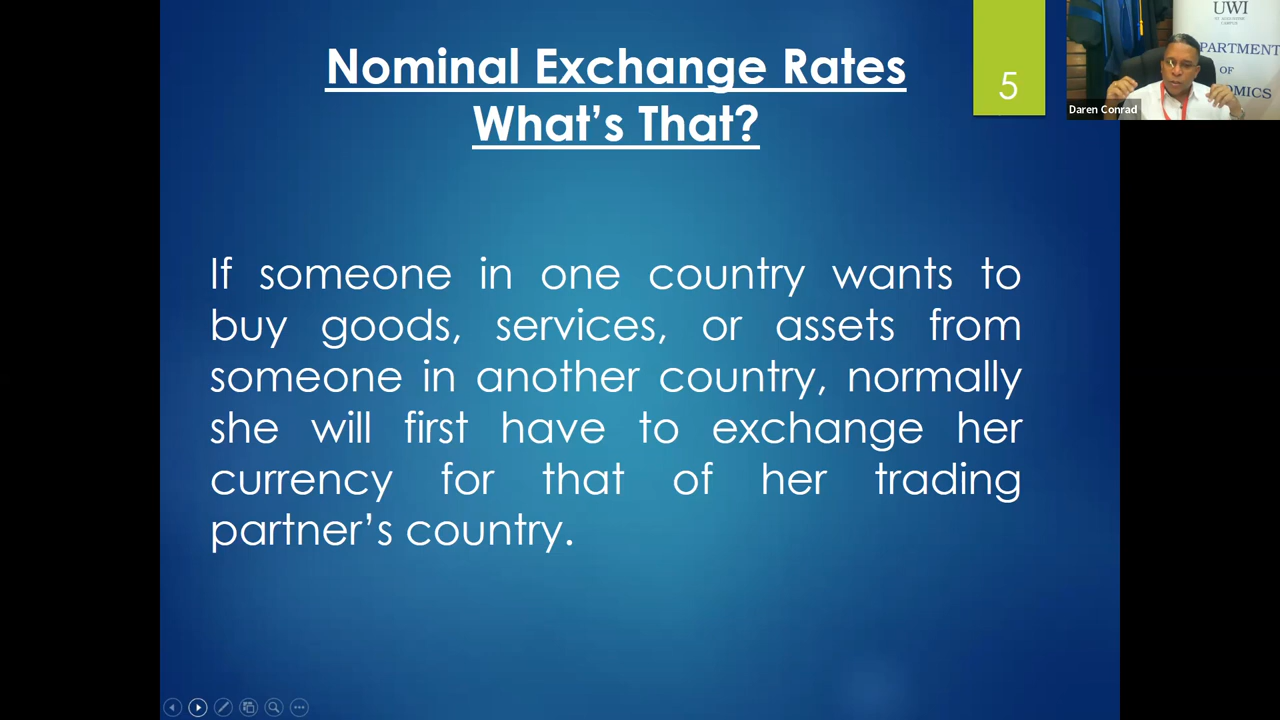 Nominal Exchange Rates
What's That?
5
If someone in one country wants to
buy goods, services, or assets from
someone in another country, normally
she will first have to exchange her
currency for that of her trading
partner's country.
UWI
PARTMENT
OF
OMICS
Daren Conrad